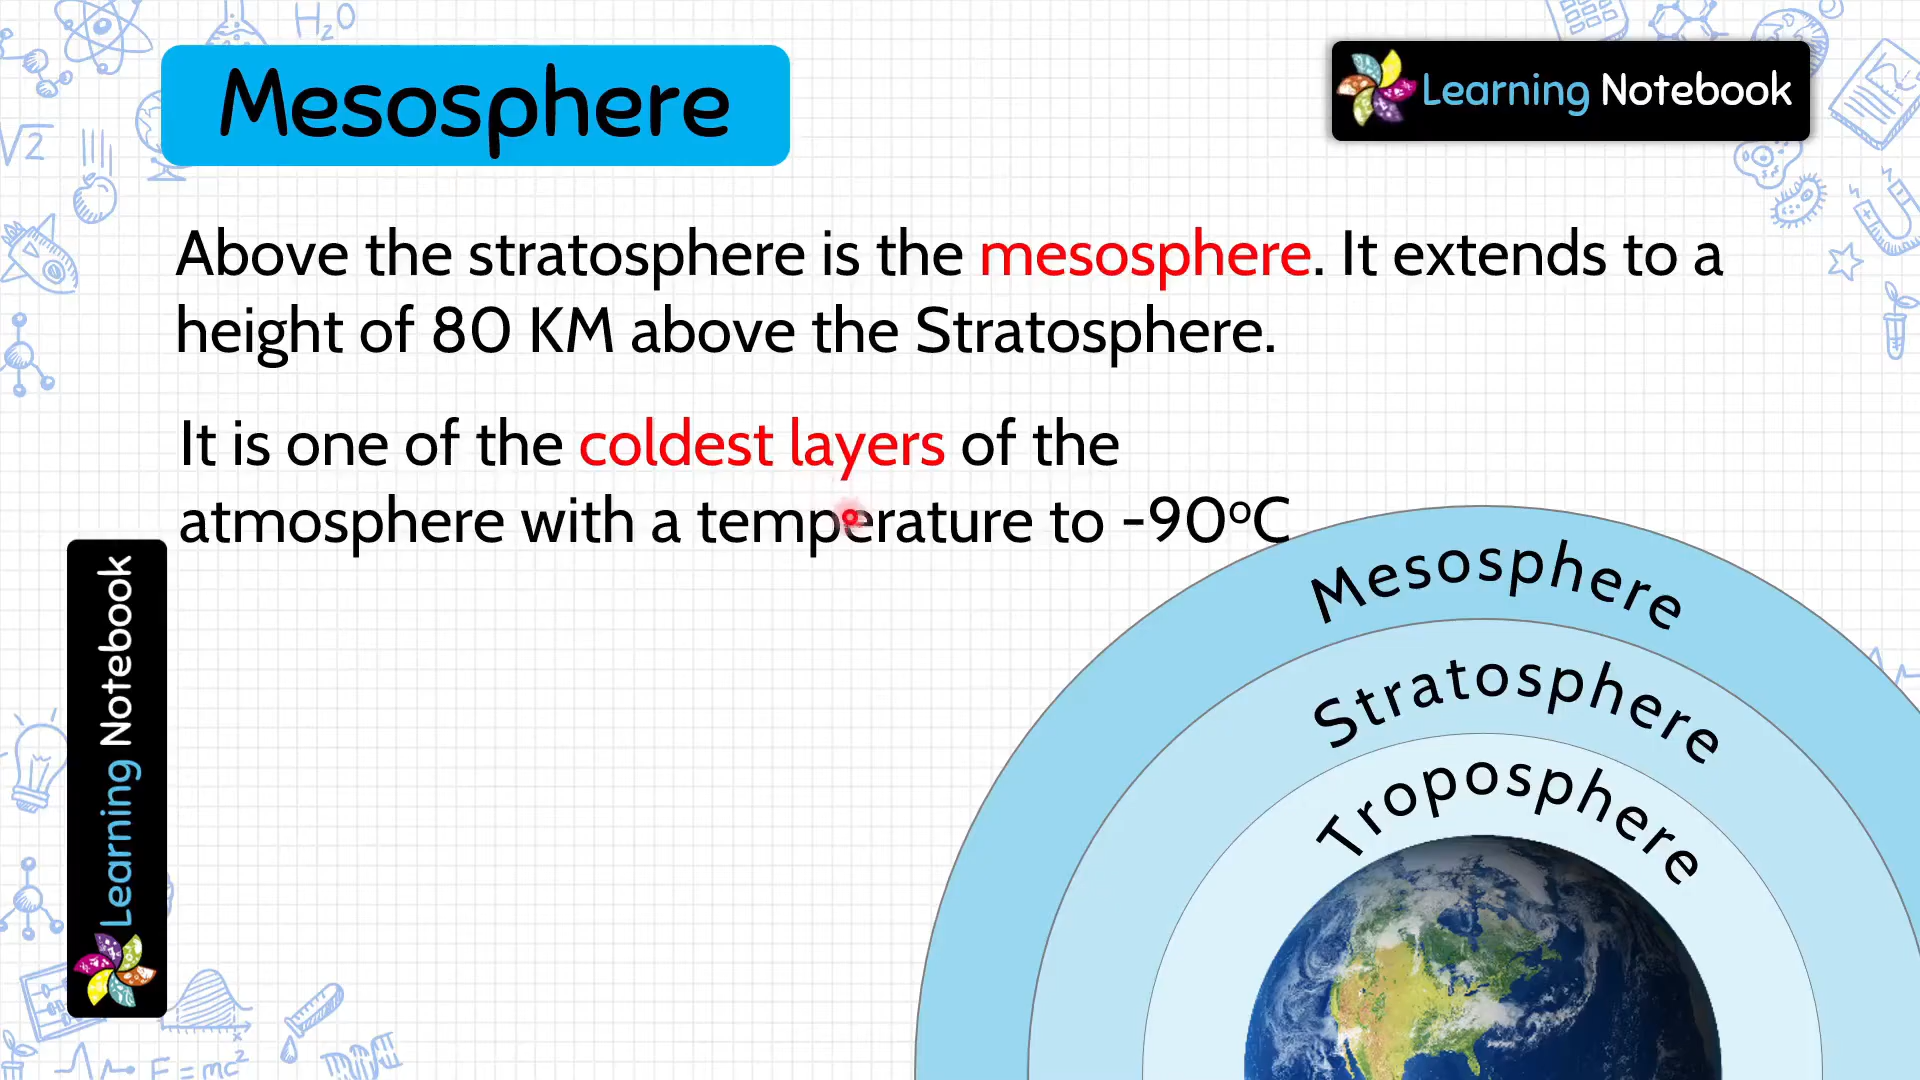 H₂O
Mesosphere
Learning Notebook
√2
Above the stratosphere is the mesosphere. It extends to a
height of 80 KM above the Stratosphere.
It is one of the coldest layers of the
atmosphere with a temperature to -90ºC
Mesosphere
Stratosphere
Troposphere
Learning Notebook
F=mc²